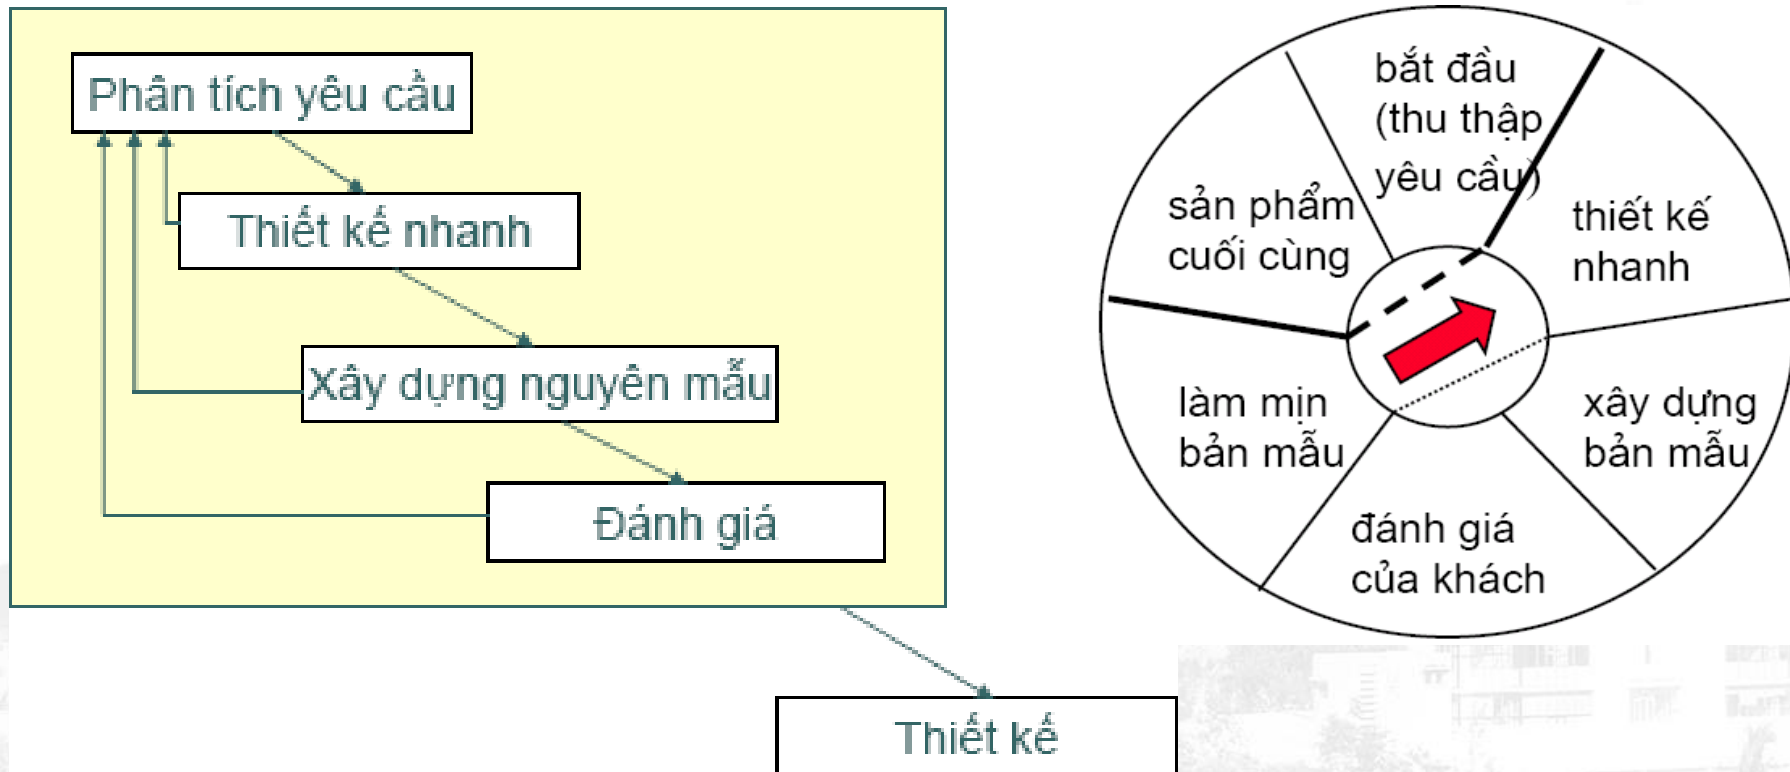 Phân tích yêu cầu
Thiết kế nhanh
Xây dựng nguyên mẫu
Đánh giá
Thiết kế
bắt đầu
(thu thập
yêu cầu)
thiết kế
nhanh
xây dựng
bản mẫu
đánh giá
của khách
làm mịn
bản mẫu
sản phẩm
cuối cùng